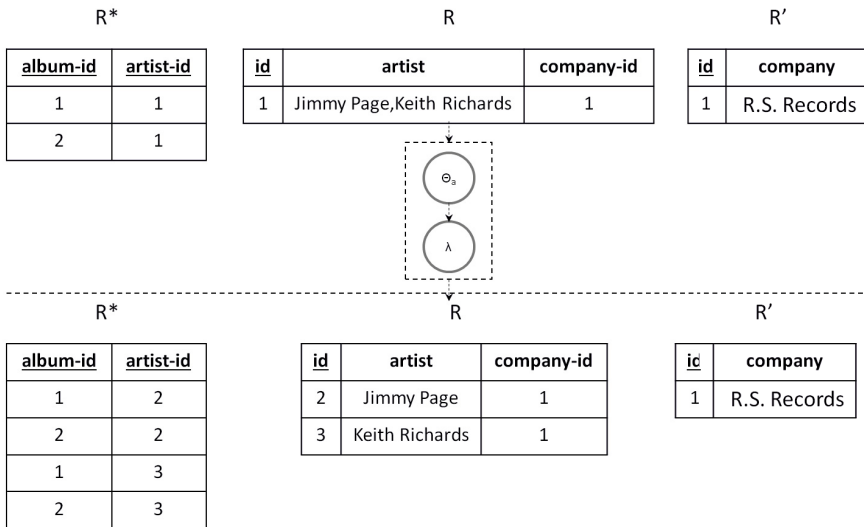 R* R R’
album-id artist-id id artist company-id id company
1 1 1 Jimmy Page,Keith Richards 1 1 R.S. Records
2 1
Θa
λ
R* R R’
album-id artist-id id artist company-id id company
1 2 2 Jimmy Page 1 1 R.S. Records
2 2 3 Keith Richards 1
1 3
2 3